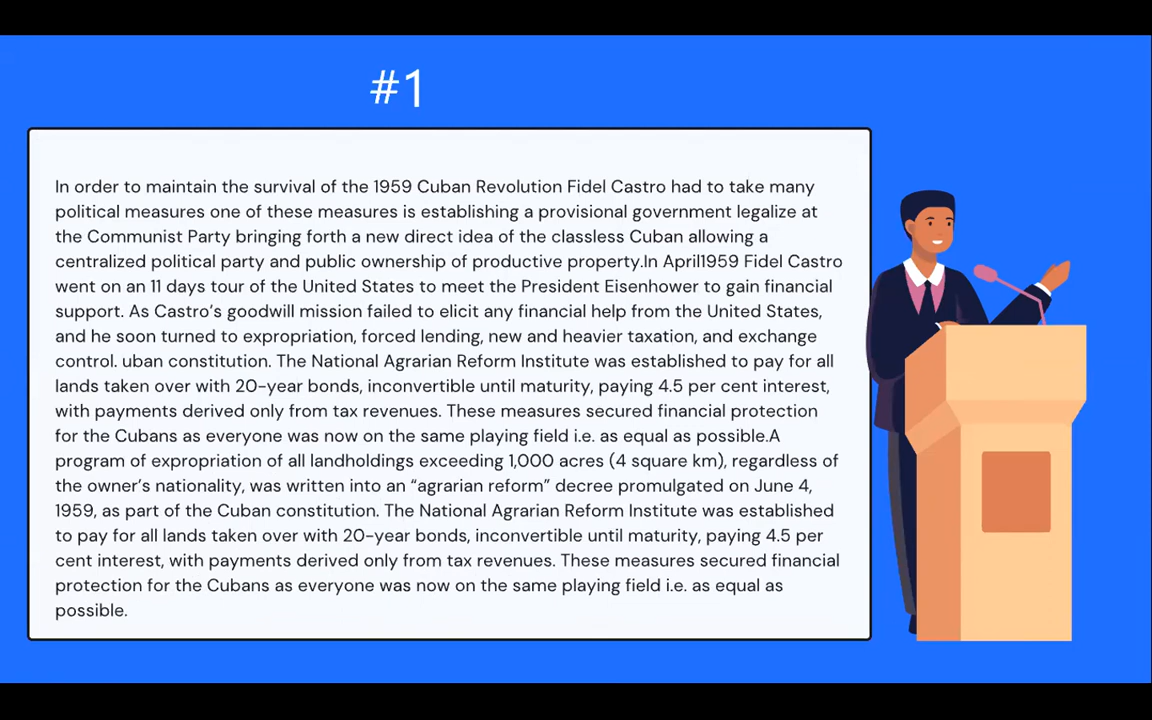 #1
In order to maintain the survival of the 1959 Cuban Revolution Fidel Castro had to take many
political measures one of these measures is establishing a provisional government legalize at
the Communist Party bringing forth a new direct idea of the classless Cuban allowing a
centralized political party and public ownership of productive property.In April1959 Fidel Castro
went on an 11 days tour of the United States to meet the President Eisenhower to gain financial
support. As Castro’s goodwill mission failed to elicit any financial help from the United States,
and he soon turned to expropriation, forced lending, new and heavier taxation, and exchange
control. uban constitution. The National Agrarian Reform Institute was established to pay for all
lands taken over with 20-year bonds, inconvertible until maturity, paying 4.5 per cent interest,
with payments derived only from tax revenues. These measures secured financial protection
for the Cubans as everyone was now on the same playing field i.e. as equal as possible.A
program of expropriation of all landholdings exceeding 1,000 acres (4 square km), regardless of
the owner’s nationality, was written into an “agrarian reform” decree promulgated on June 4,
1959, as part of the Cuban constitution. The National Agrarian Reform Institute was established
to pay for all lands taken over with 20-year bonds, inconvertible until maturity, paying 4.5 per
cent interest, with payments derived only from tax revenues. These measures secured financial
protection for the Cubans as everyone was now on the same playing field i.e. as equal as
possible.